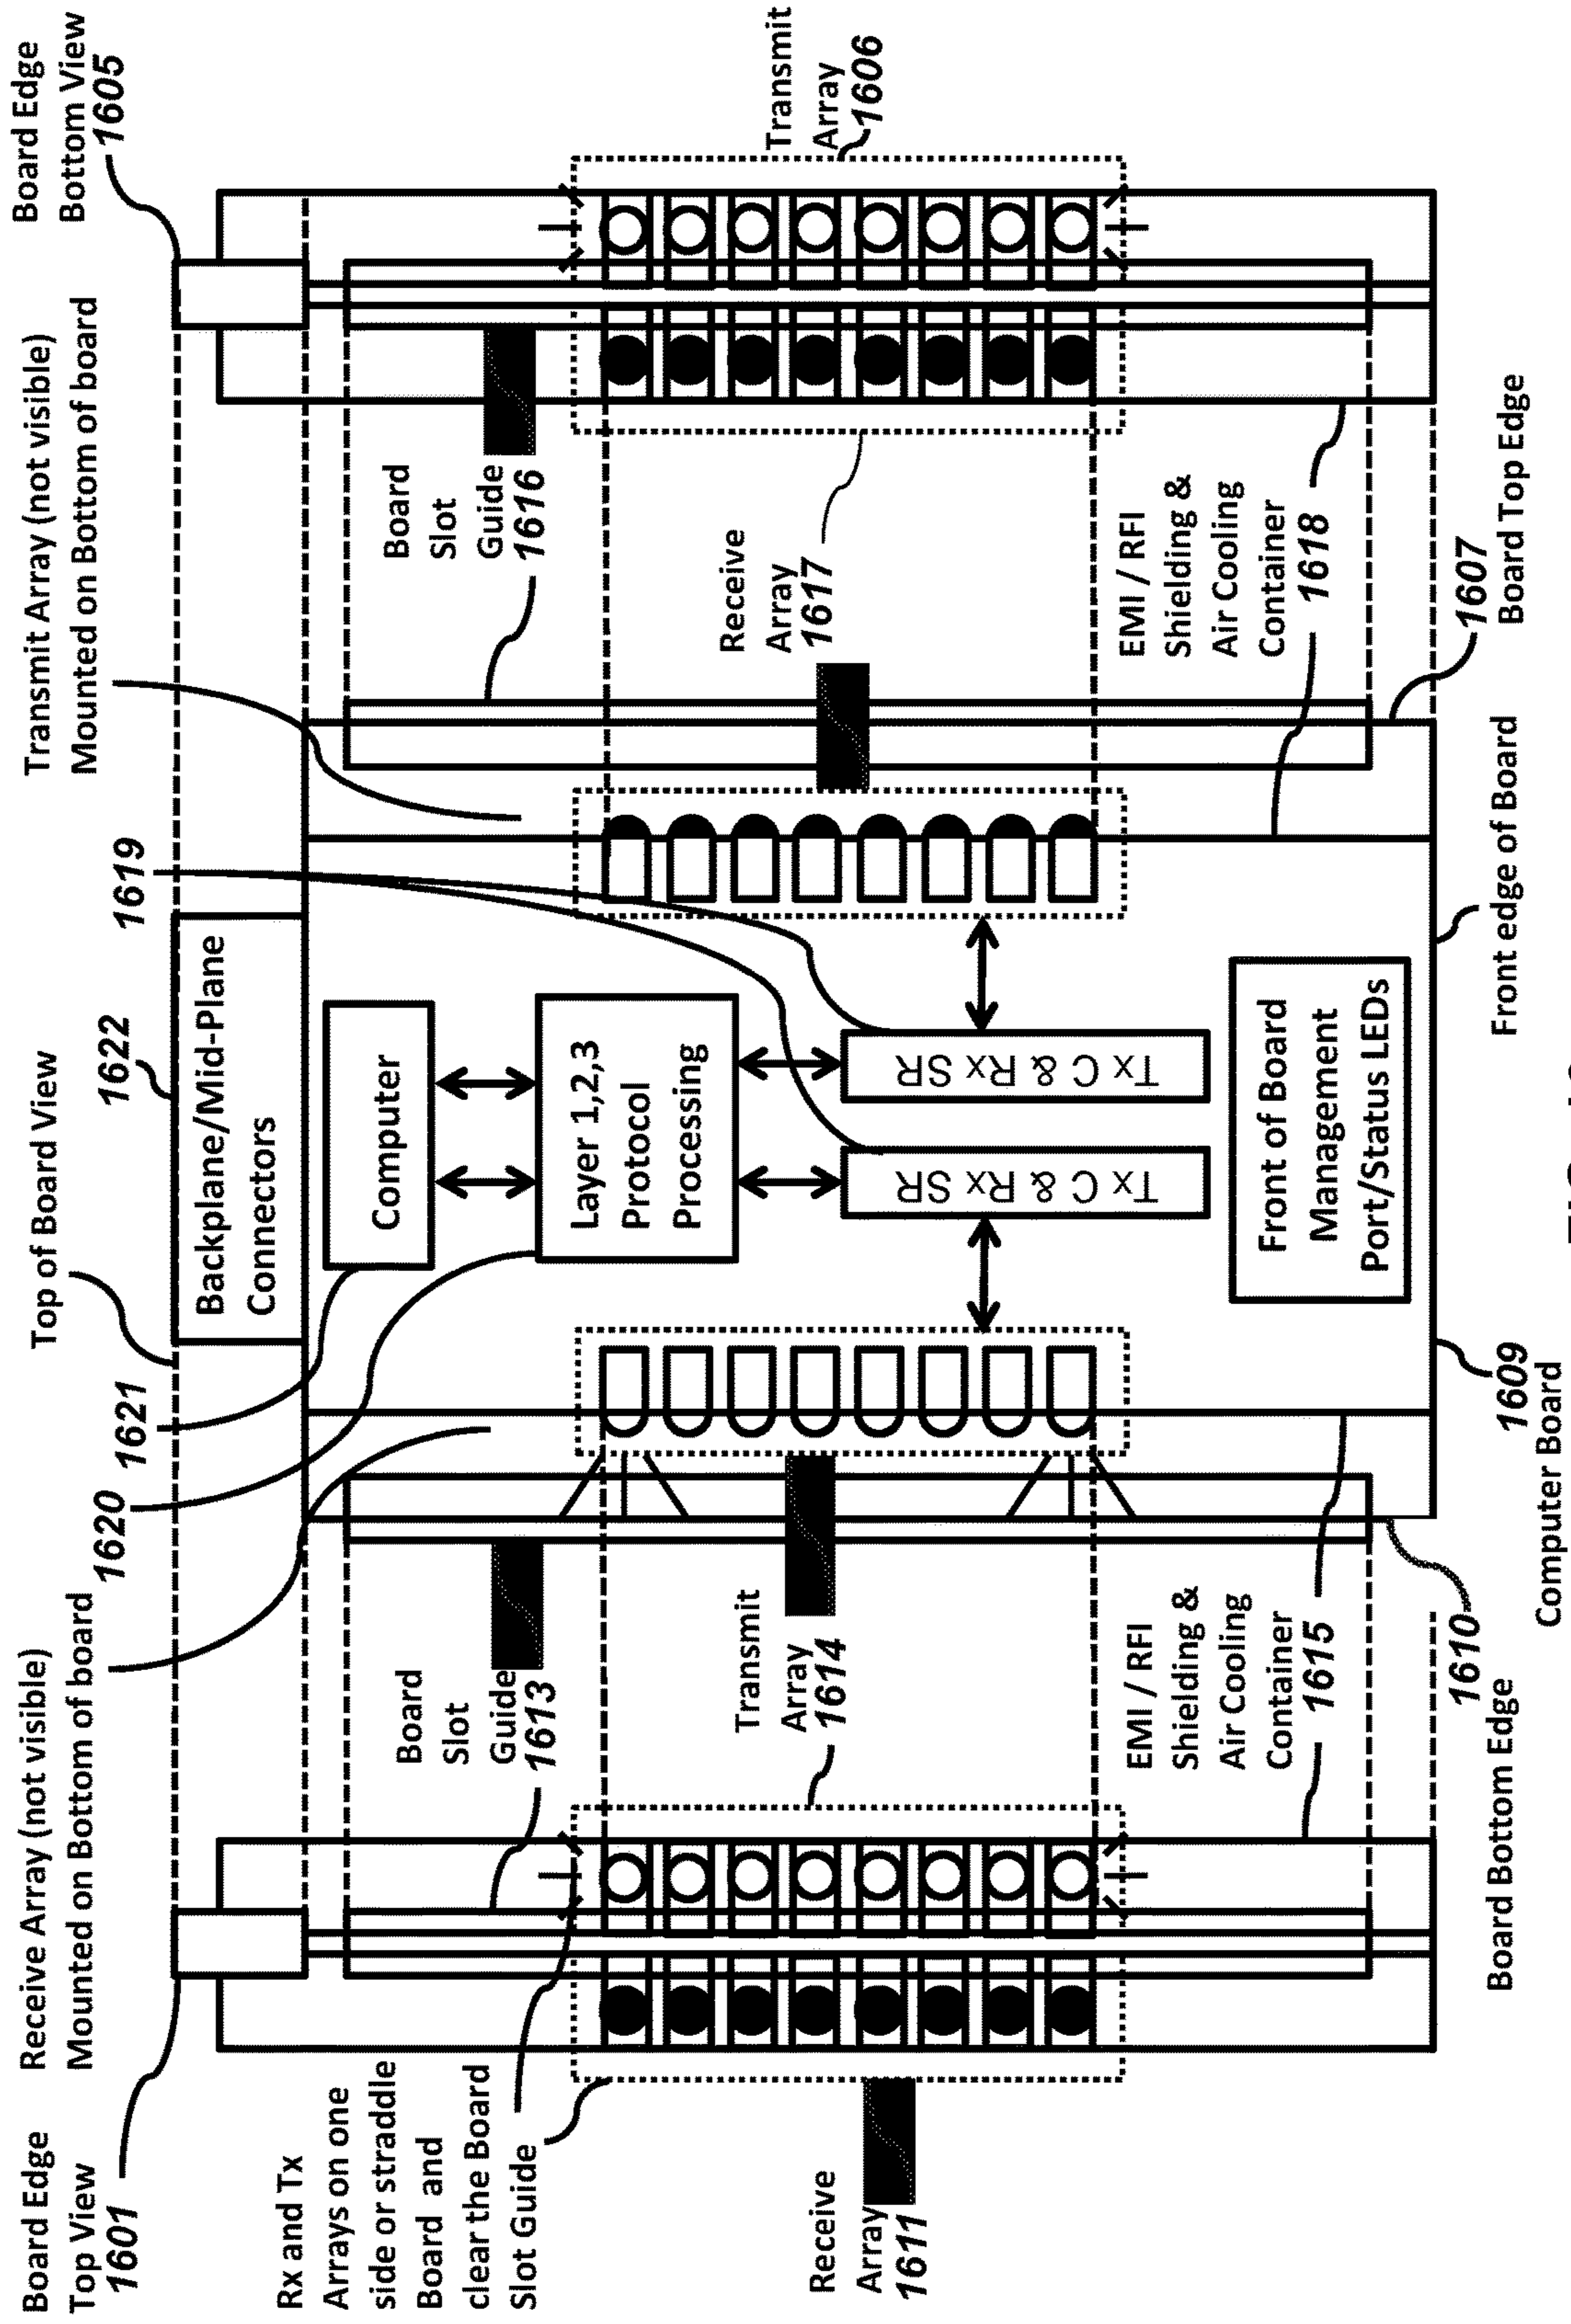 Board Edge
Top View
1601
Receive Array (not visible)
Mounted on Bottom of board
1620
1621
Top of Board View
1622
1619
Transmit Array (not visible)
Mounted on Bottom of board
Board Edge
Bottom View
1605
Backplane/Mid-Plane
Connectors
Rx and Tx
Arrays on one
side or straddle
Board and
clear the Board
Slot Guide
Board
Slot
Guide
1613
Computer
Layer 1,2,3
Protocol
Processing
Board
Slot
Guide
1616
Receive
Array
1611
Transmit
Array
1614
Tx C & Rx SR
Tx C & Rx SR
Receive
Array
1617
Transmit
Array
1606
EMI / RFI
Shielding &
Air Cooling
Container
1615
Front of Board
Management
Port/Status LEDs
EMI / RFI
Shielding &
Air Cooling
Container
1618
1610
Board Bottom Edge
1609
Computer Board
Front edge of Board
1607
Board Top Edge